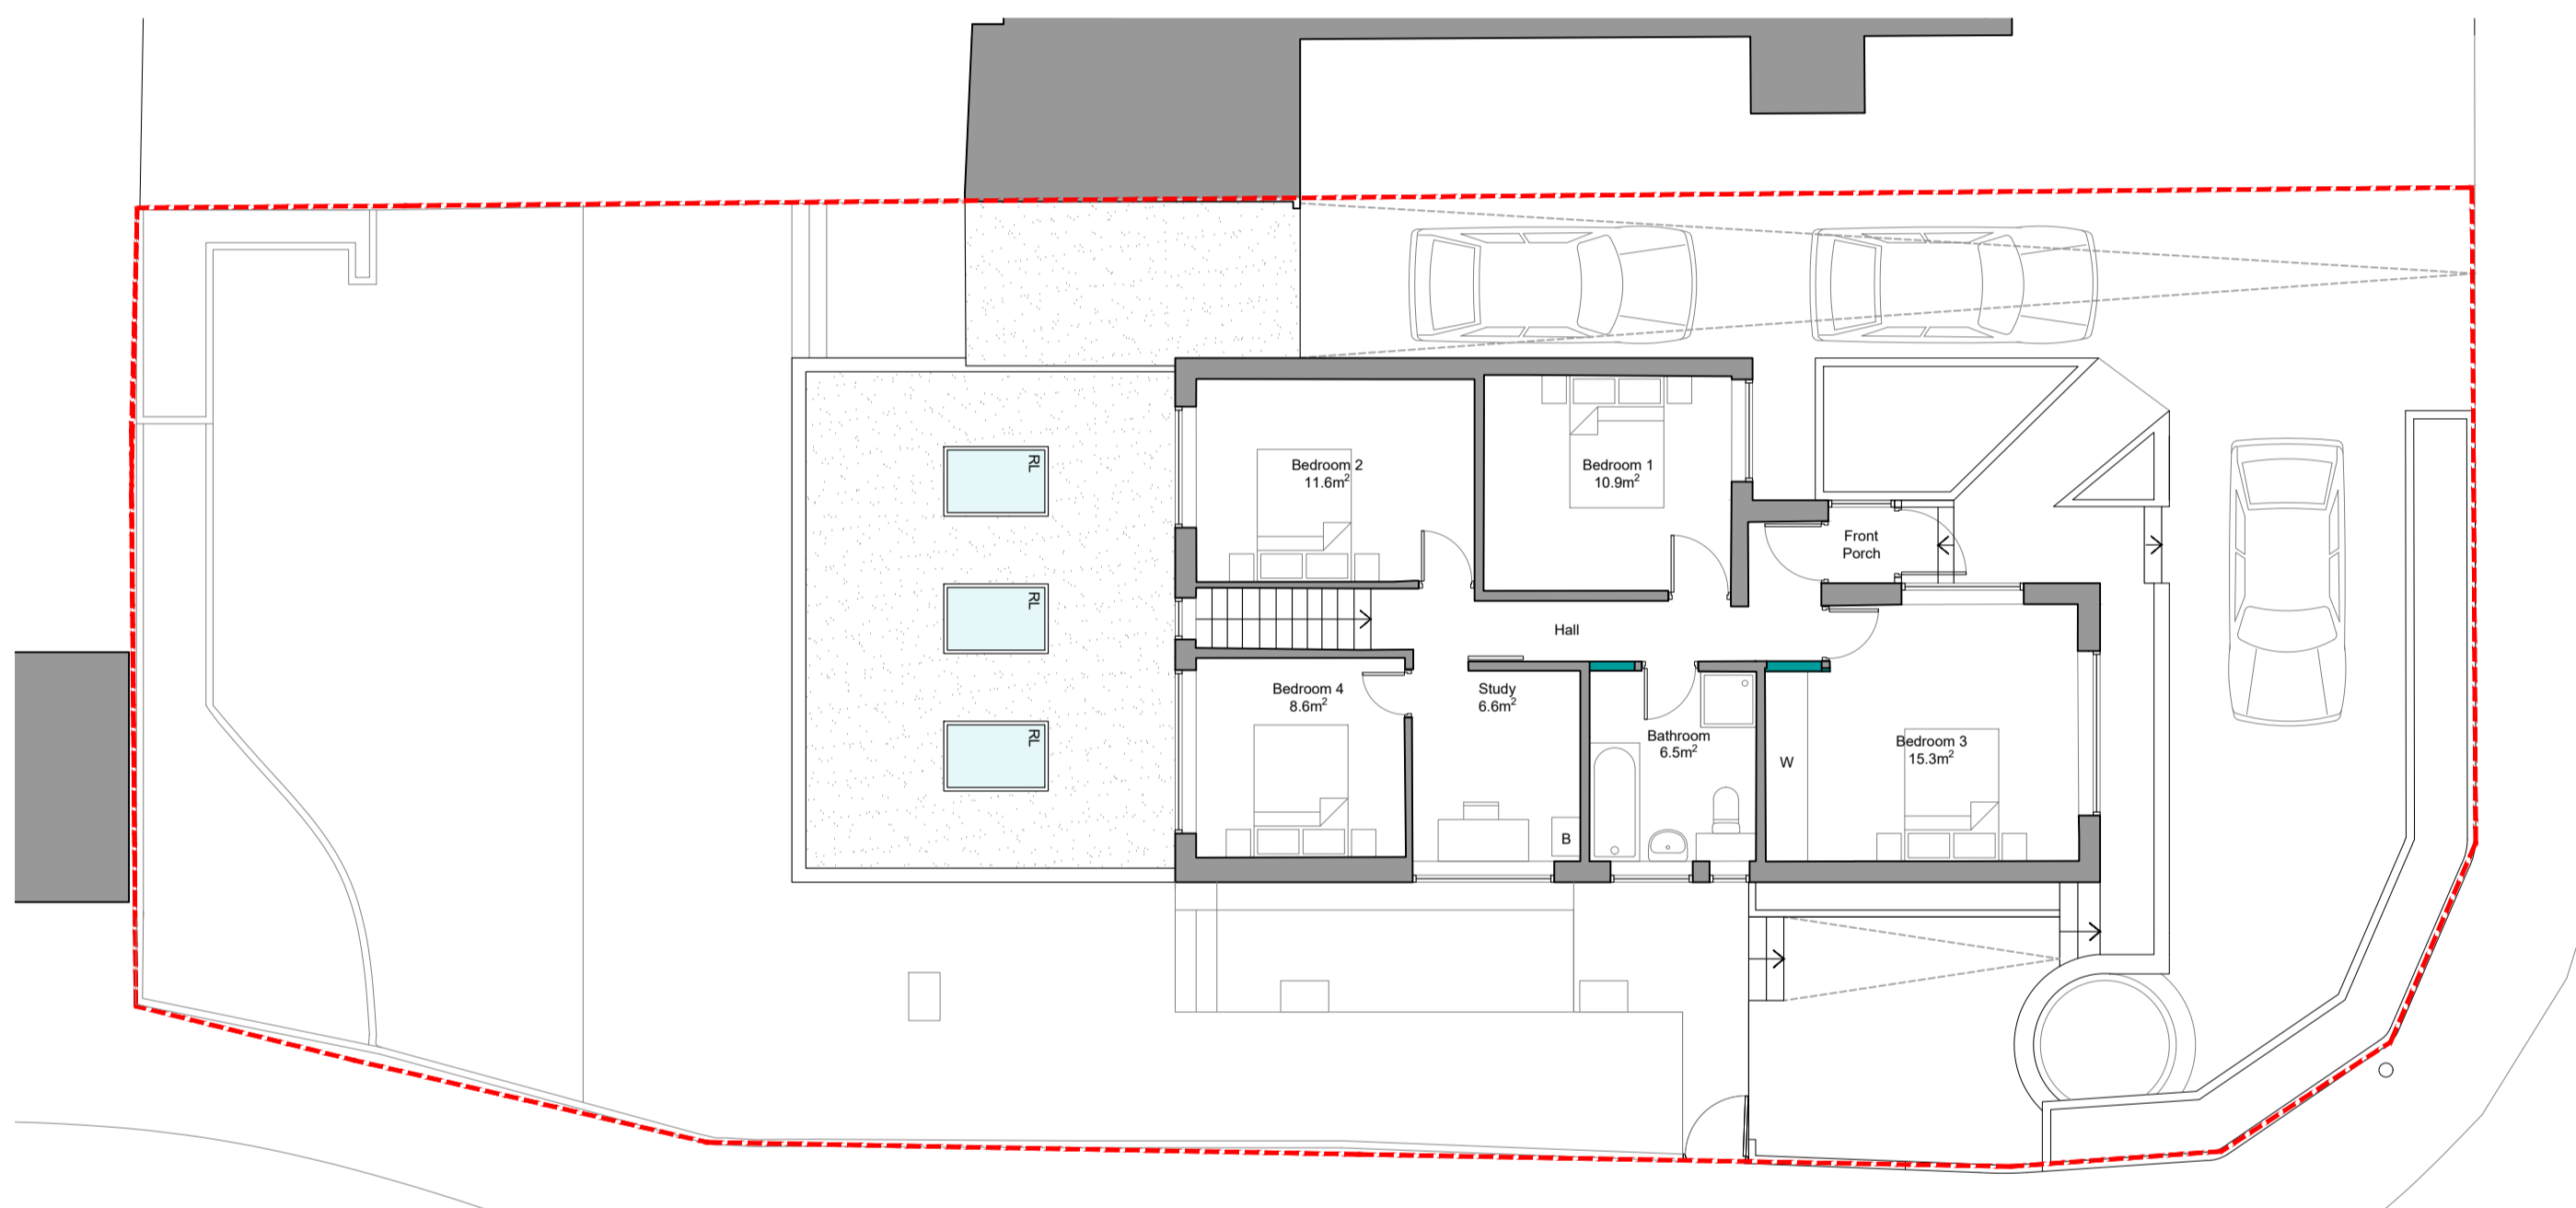 RL
RL
RL
Bedroom 2
11.6m²
Bedroom 1
10.9m²
Front
Porch
Hall
Bedroom 4
8.6m²
Study
6.6m²
B
Bathroom
6.5m²
W
Bedroom 3
15.3m²